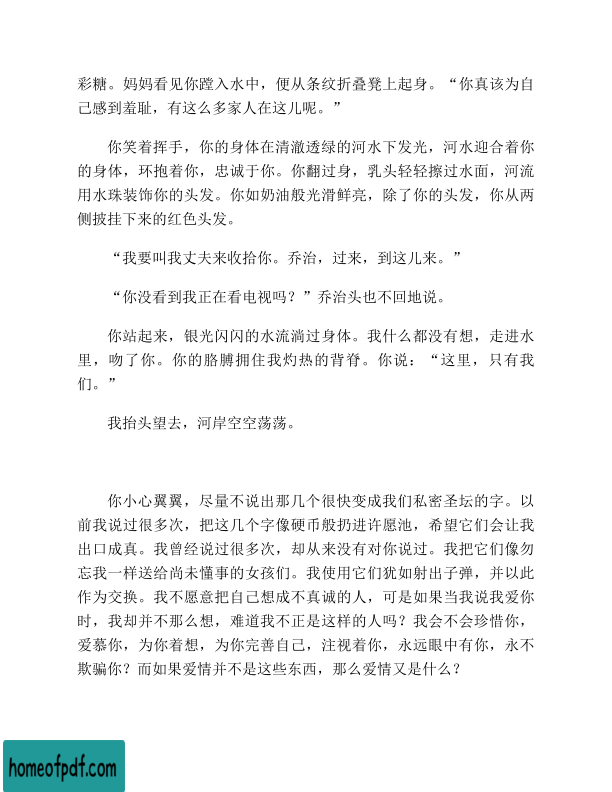 彩糖。妈妈看见你蹚入水中，便从条纹折叠凳上起身。“你真该为自
己感到羞耻，有这么多家人在这儿呢。”
你笑着挥手，你的身体在清澈透绿的河水下发光，河水迎合着你
的身体，环抱着你，忠诚于你。你翻过身，乳头轻轻擦过水面，河流
用水珠装饰你的头发。你如奶油般光滑鲜亮，除了你的头发，你从两
侧披挂下来的红色头发。
“我要叫我丈夫来收拾你。乔治，过来，到这儿来。”
“你没看到我正在看电视吗？”乔治头也不回地说。
你站起来，银光闪闪的水流淌过身体。我什么都没有想，走进水
里，吻了你。你的胳膊拥住我灼热的背脊。你说：“这里，只有我
们。”
我抬头望去，河岸空空荡荡。
你小心翼翼，尽量不说出那几个很快变成我们私密圣坛的字。以
前我说过很多次，把这几个字像硬币般扔进许愿池，希望它们会让我
出口成真。我曾经说过很多次，却从来没有对你说过。我把它们像勿
忘我一样送给尚未懂事的女孩们。我使用它们犹如射出子弹，并以此
作为交换。我不愿意把自己想成不真诚的人，可是如果当我说我爱你
时，我却并不那么想，难道我不正是这样的人吗？我会不会珍惜你，
爱慕你，为你着想，为你完善自己，注视着你，永远眼中有你，永不
欺骗你？而如果爱情并不是这些东西，那么爱情又是什么？
homeofpdf.com